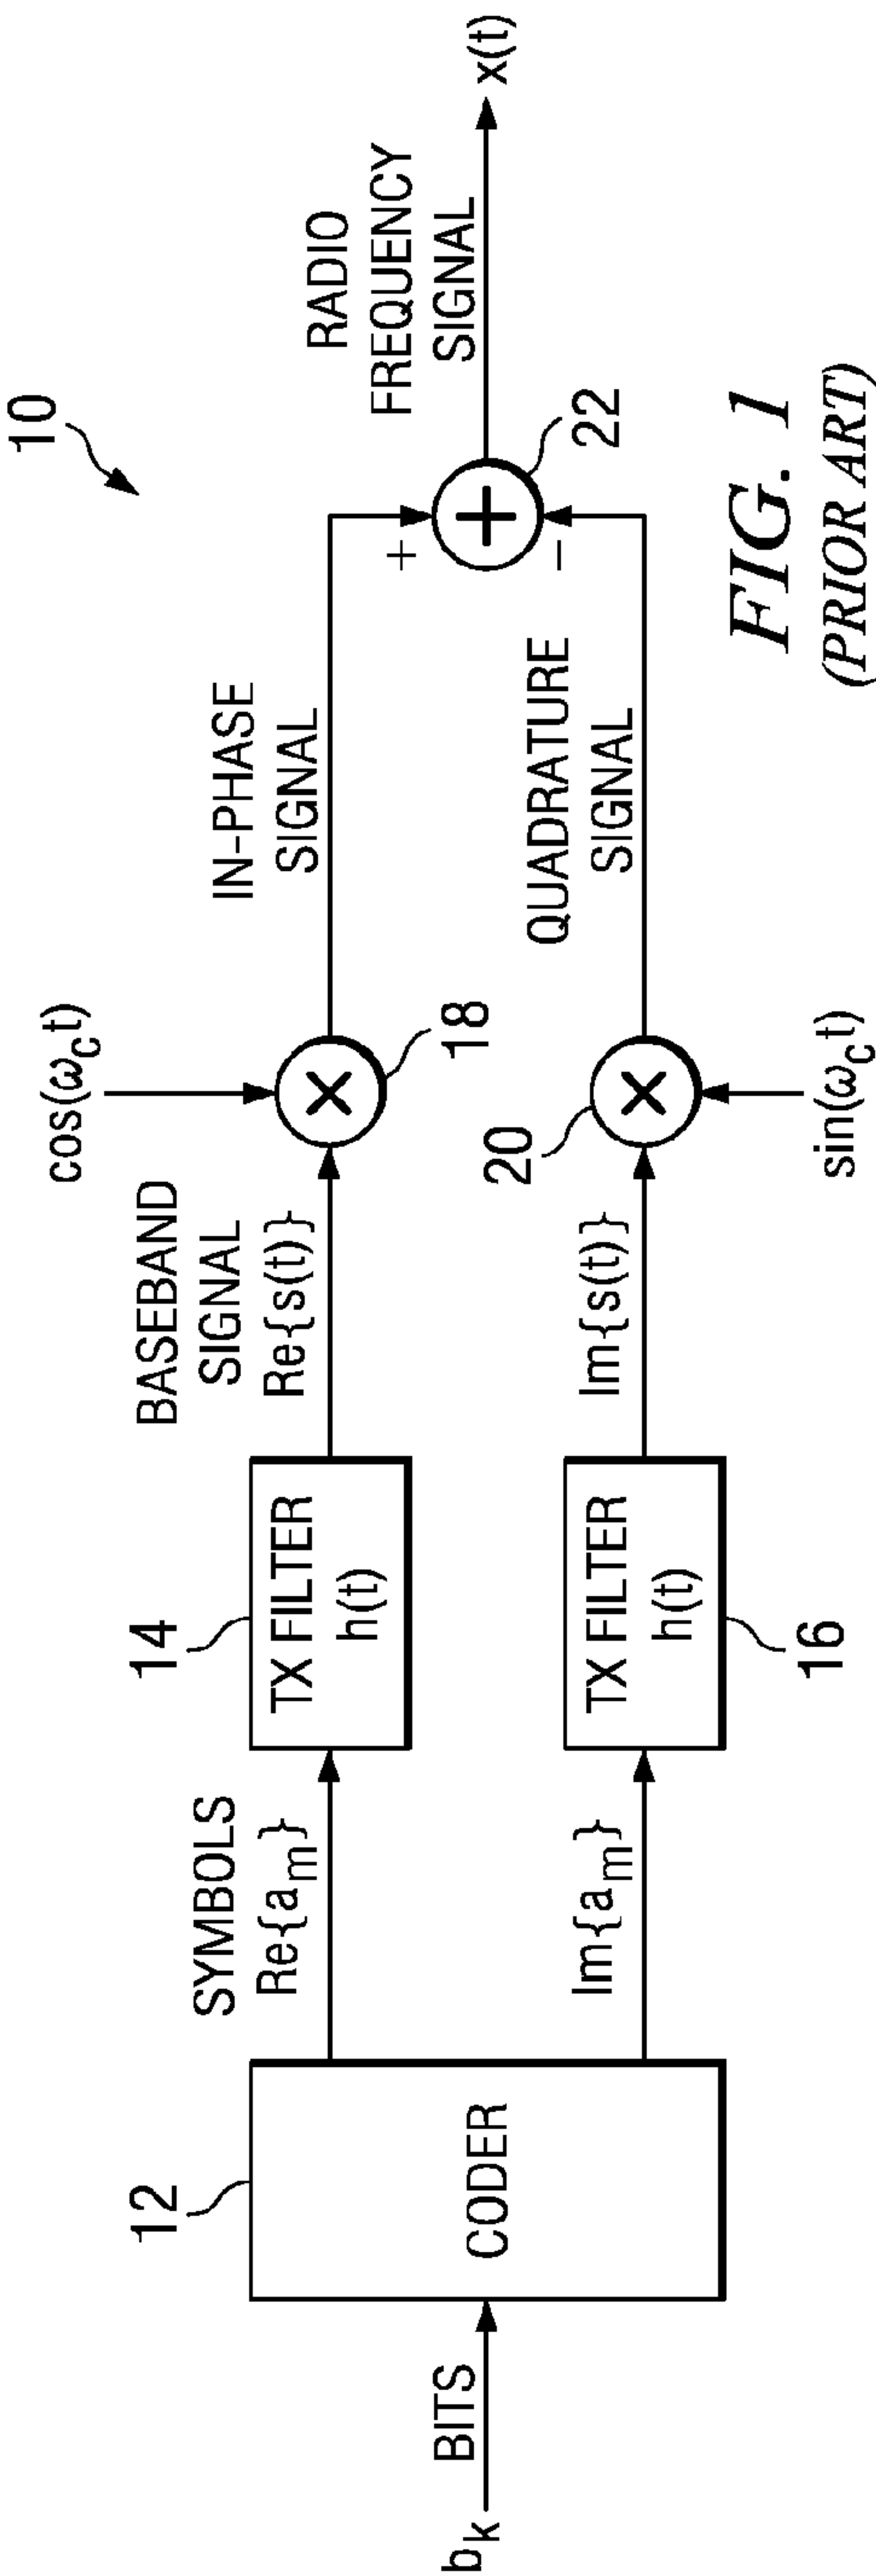 10
b_k
BITS
12
CODER
SYMBOLS
Re{a_m}
Im{a_m}
14
TX FILTER
h(t)
TX FILTER
h(t)
16
BASEBAND
SIGNAL
Re{s(t)}
Im{s(t)}
cos(ω_c t)
18
20
sin(ω_c t)
IN-PHASE
SIGNAL
QUADRATURE
SIGNAL
+
+
−
22
RADIO
FREQUENCY
SIGNAL
x(t)
×
×
FIG. 1
(PRIOR ART)